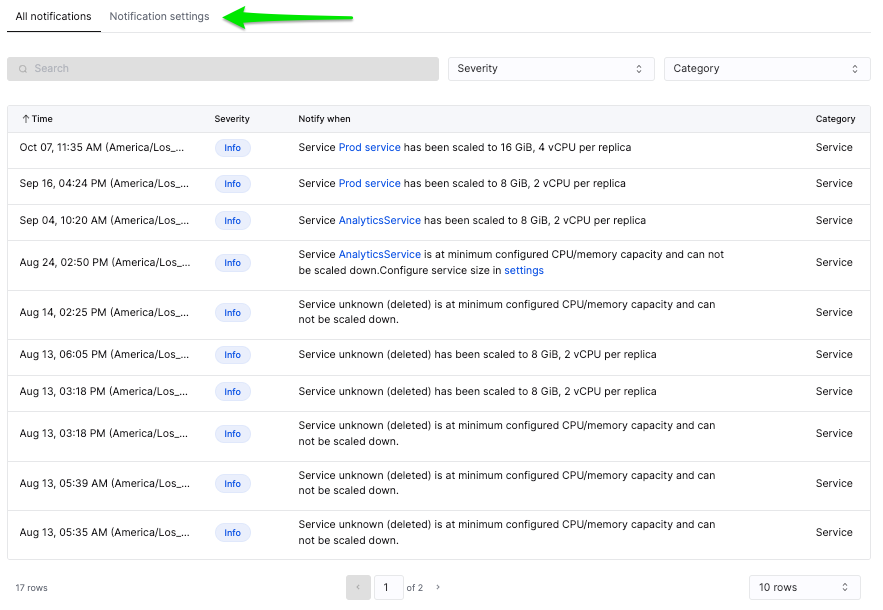 All notifications Notification settings
Search Severity Category
Time Severity Notify when Category
Oct 07, 11:35 AM (America/Los_... Info Service Prod service has been scaled to 16 GiB, 4 vCPU per replica Service
Sep 16, 04:24 PM (America/Los_... Info Service Prod service has been scaled to 8 GiB, 2 vCPU per replica Service
Sep 04, 10:20 AM (America/Los_... Info Service AnalyticsService has been scaled to 8 GiB, 2 vCPU per replica Service
Aug 24, 02:50 PM (America/Los_... Info Service AnalyticsService is at minimum configured CPU/memory capacity and can not Service
be scaled down.Configure service size in settings
Aug 14, 02:25 PM (America/Los_... Info Service unknown (deleted) is at minimum configured CPU/memory capacity and can Service
not be scaled down.
Aug 13, 06:05 PM (America/Los_... Info Service unknown (deleted) has been scaled to 8 GiB, 2 vCPU per replica Service
Aug 13, 03:18 PM (America/Los_... Info Service unknown (deleted) has been scaled to 8 GiB, 2 vCPU per replica Service
Aug 13, 03:18 PM (America/Los_... Info Service unknown (deleted) is at minimum configured CPU/memory capacity and can Service
not be scaled down.
Aug 13, 05:39 AM (America/Los_... Info Service unknown (deleted) is at minimum configured CPU/memory capacity and can Service
not be scaled down.
Aug 13, 05:35 AM (America/Los_... Info Service unknown (deleted) is at minimum configured CPU/memory capacity and can Service
not be scaled down.
17 rows 1 of 2 10 rows